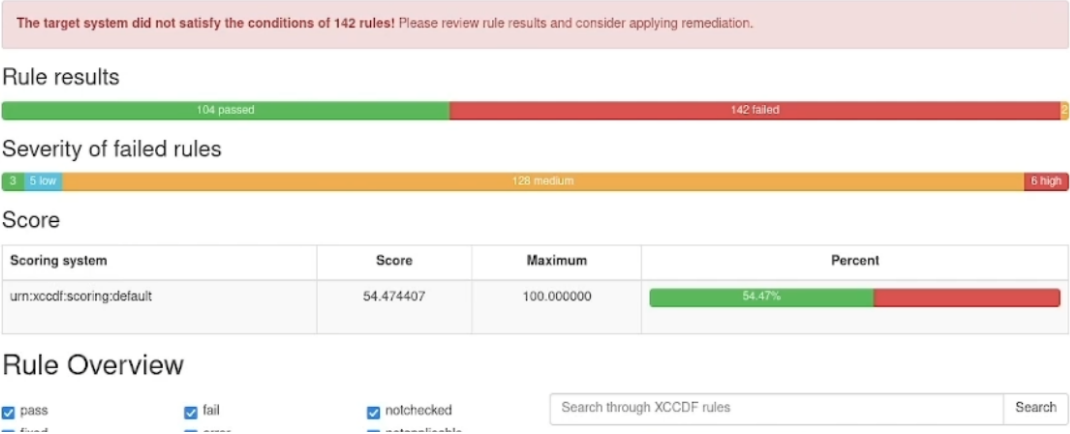 The target system did not satisfy the conditions of 142 rules! Please review rule results and consider applying remediation.
Rule results
104 passed 142 failed 2
Severity of failed rules
3 5 low 128 medium 6 high
Score
Scoring system Score Maximum Percent
urn:xccdf:scoring:default 54.474407 100.000000 54.47%
Rule Overview
pass fail notchecked Search through XCCDF rules Search
fixed error notapplicable